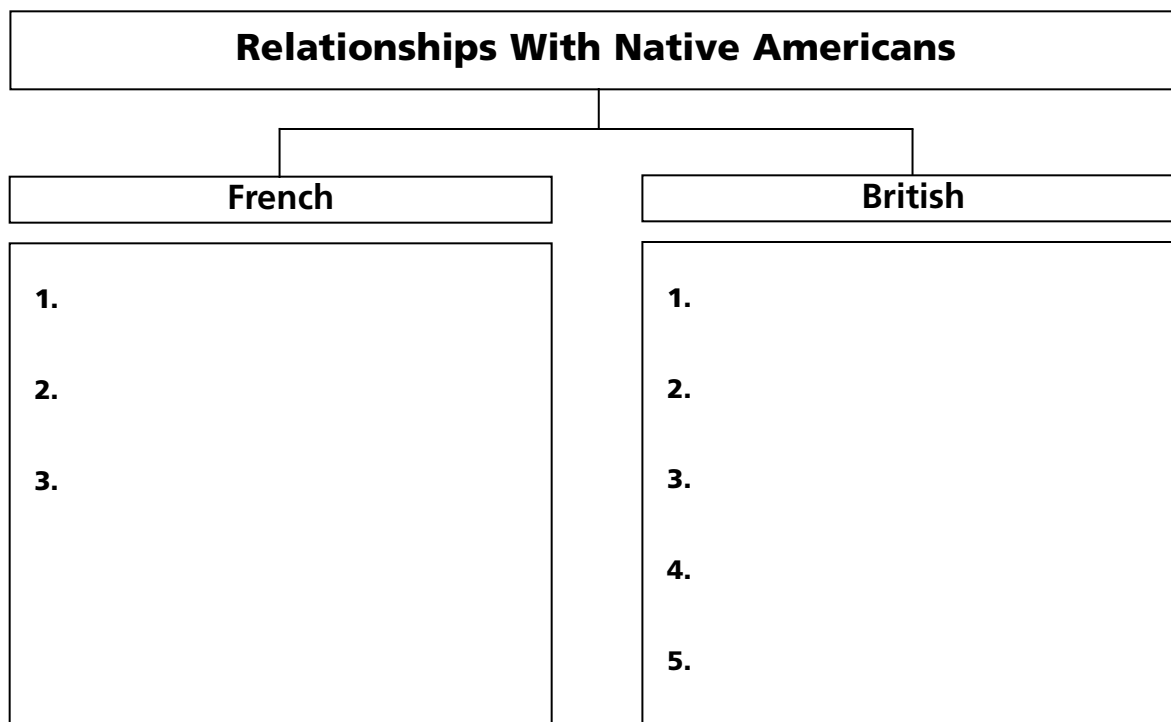 Relationships With Native Americans
French
1.
2.
3.
British
1.
2.
3.
4.
5.